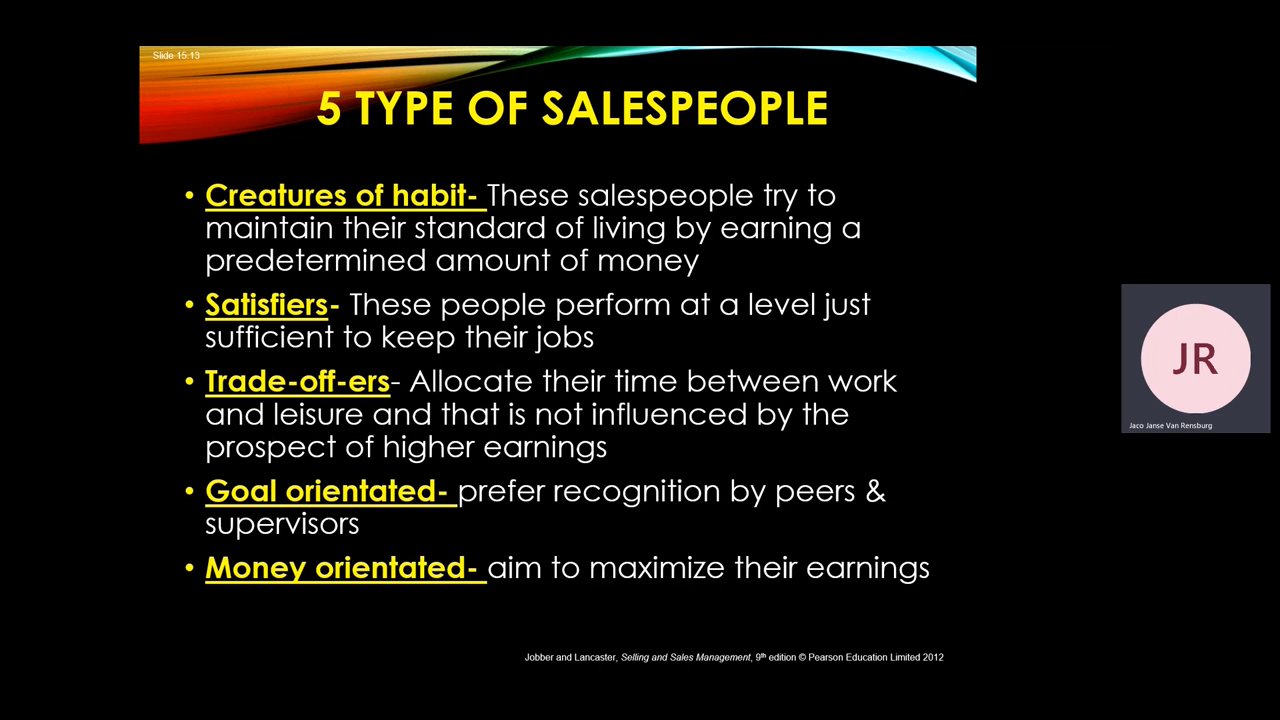 Slide 15.13
5 TYPE OF SALESPEOPLE
• Creatures of habit- These salespeople try to
maintain their standard of living by earning a
predetermined amount of money
• Satisfiers- These people perform at a level just
sufficient to keep their jobs
• Trade-off-ers- Allocate their time between work
and leisure and that is not influenced by the
prospect of higher earnings
• Goal orientated- prefer recognition by peers &
supervisors
• Money orientated- aim to maximize their earnings
JR
Jaco Janse Van Rensburg
Jobber and Lancaster, Selling and Sales Management, 9th edition © Pearson Education Limited 2012